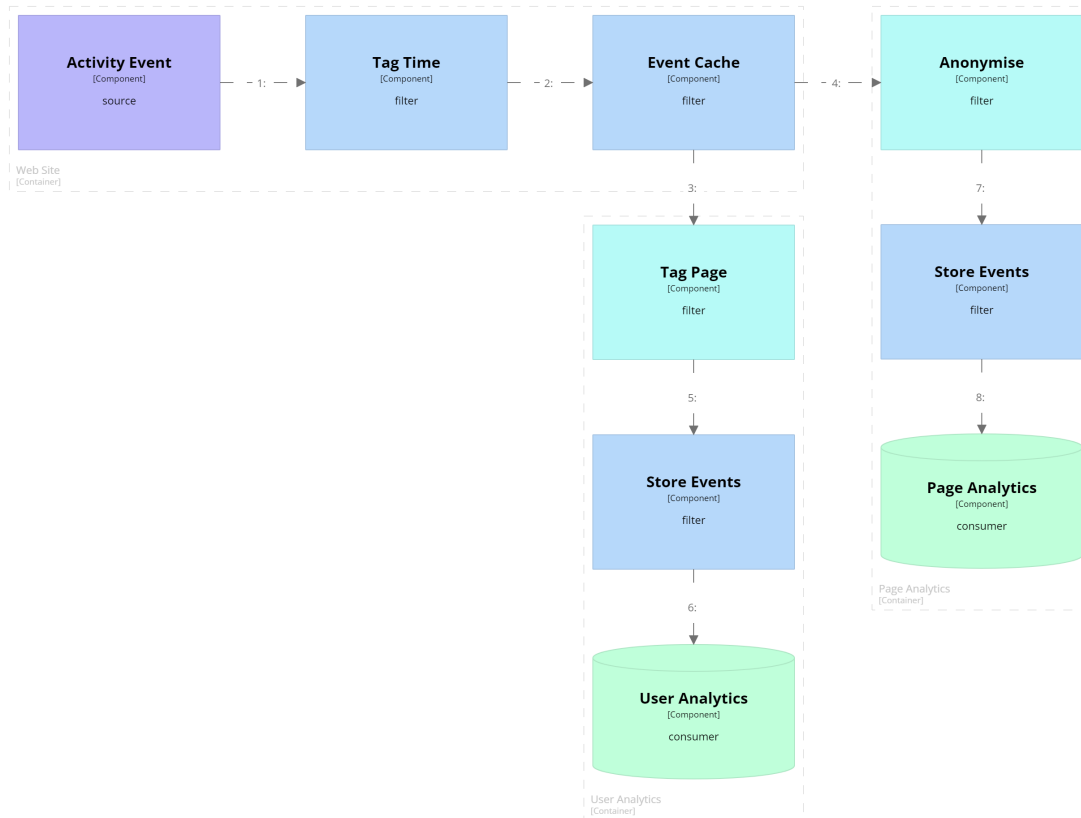 Activity Event
[Component]
source
1:
Tag Time
[Component]
filter
2:
Event Cache
[Component]
filter
4:
Anonymise
[Component]
filter
Web Site
[Container]
3:
7:
Tag Page
[Component]
filter
Store Events
[Component]
filter
5:
8:
Store Events
[Component]
filter
Page Analytics
[Component]
consumer
Page Analytics
[Container]
6:
User Analytics
[Component]
consumer
User Analytics
[Container]